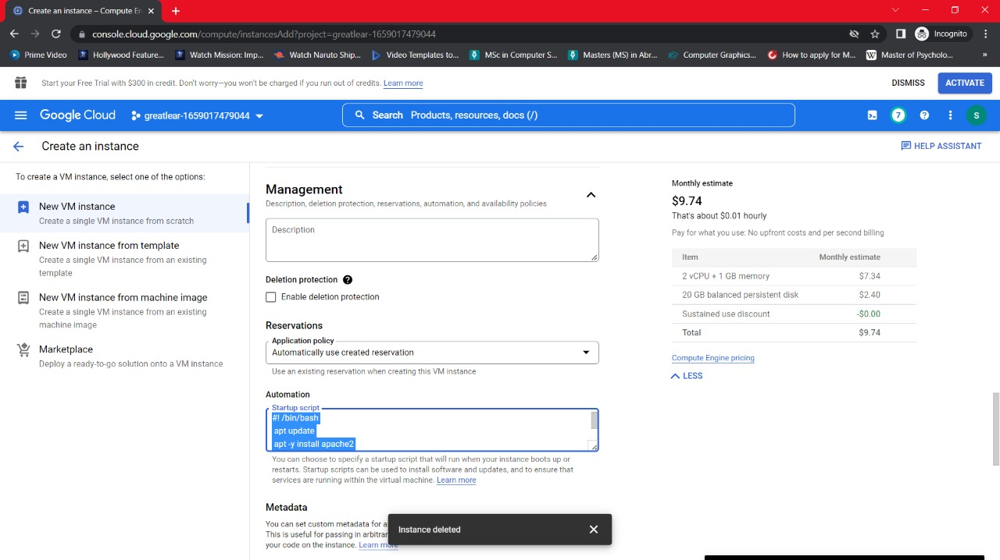 Create an instance – Compute En
console.cloud.google.com/compute/instancesAdd?project=greatlear-1659017479044
Incognito
Prime Video
Hollywood Feature...
Watch Mission: Imp...
Watch Naruto Ship...
Video Templates to...
MSc in Computer S...
Masters (MS) in Abr...
Computer Graphics...
How to apply for M...
Master of Psycholo...
»
Start your Free Trial with $300 in credit. Don't worry—you won't be charged if you run out of credits. Learn more
DISMISS
ACTIVATE
Google Cloud
greatlear-1659017479044
Search Products, resources, docs (/)
7
S
Create an instance
HELP ASSISTANT
To create a VM instance, select one of the options:
New VM instance
Create a single VM instance from scratch
New VM instance from template
Create a single VM instance from an existing
template
New VM instance from machine image
Create a single VM instance from an existing
machine image
Marketplace
Deploy a ready-to-go solution onto a VM instance
Management
Description, deletion protection, reservations, automation, and availability policies
Description
Deletion protection
Enable deletion protection
Reservations
Application policy
Automatically use created reservation
Use an existing reservation when creating this VM instance
Automation
Startup script
#! /bin/bash
apt update
apt -y install apache2
You can choose to specify a startup script that will run when your instance boots up or
restarts. Startup scripts can be used to install software and updates, and to ensure that
services are running within the virtual machine. Learn more
Metadata
You can set custom metadata for a
This is useful for passing in arbitrar
your code on the instance. Learn more
Instance deleted
Monthly estimate
$9.74
That's about $0.01 hourly
Pay for what you use: No upfront costs and per second billing
Item Monthly estimate
2 vCPU + 1 GB memory $7.34
20 GB balanced persistent disk $2.40
Sustained use discount -$0.00
Total $9.74
Compute Engine pricing
LESS